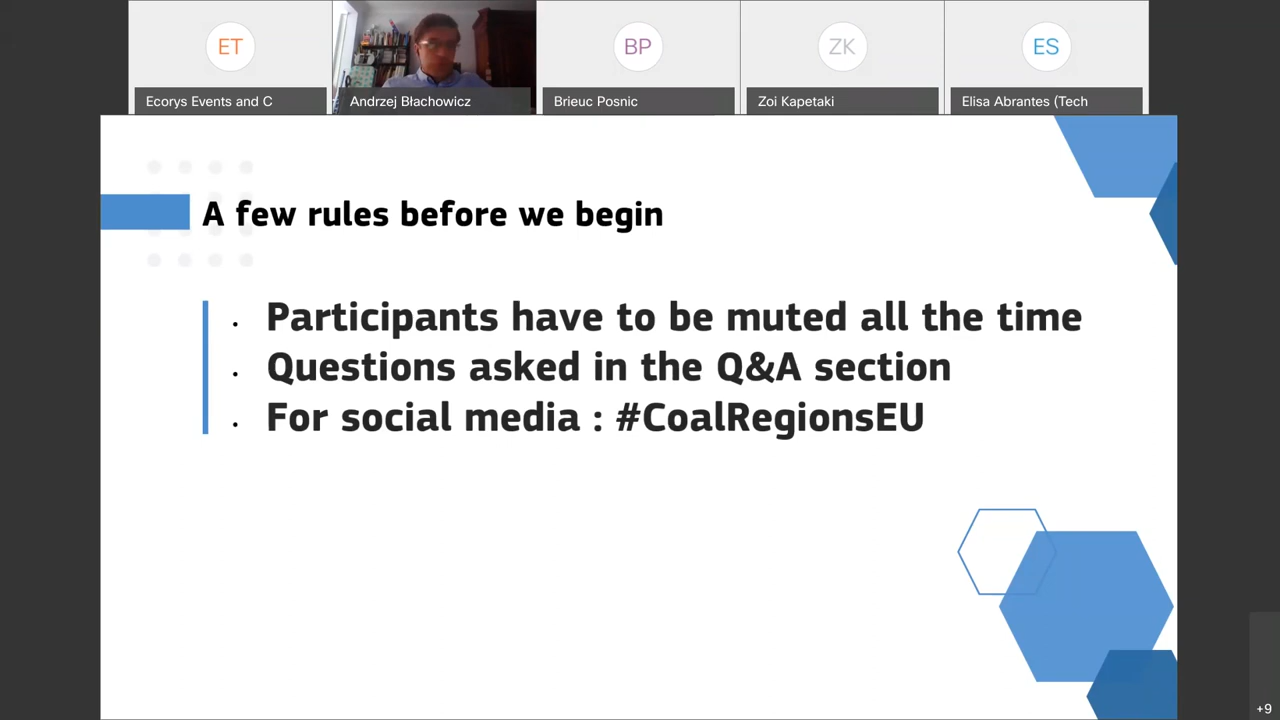 ET
BP
ZK
ES
Ecorys Events and C
Andrzej Błachowicz
Brieuc Posnic
Zoi Kapetaki
Elisa Abrantes (Tech
A few rules before we begin
• Participants have to be muted all the time
• Questions asked in the Q&A section
• For social media : #CoalRegionsEU
+9